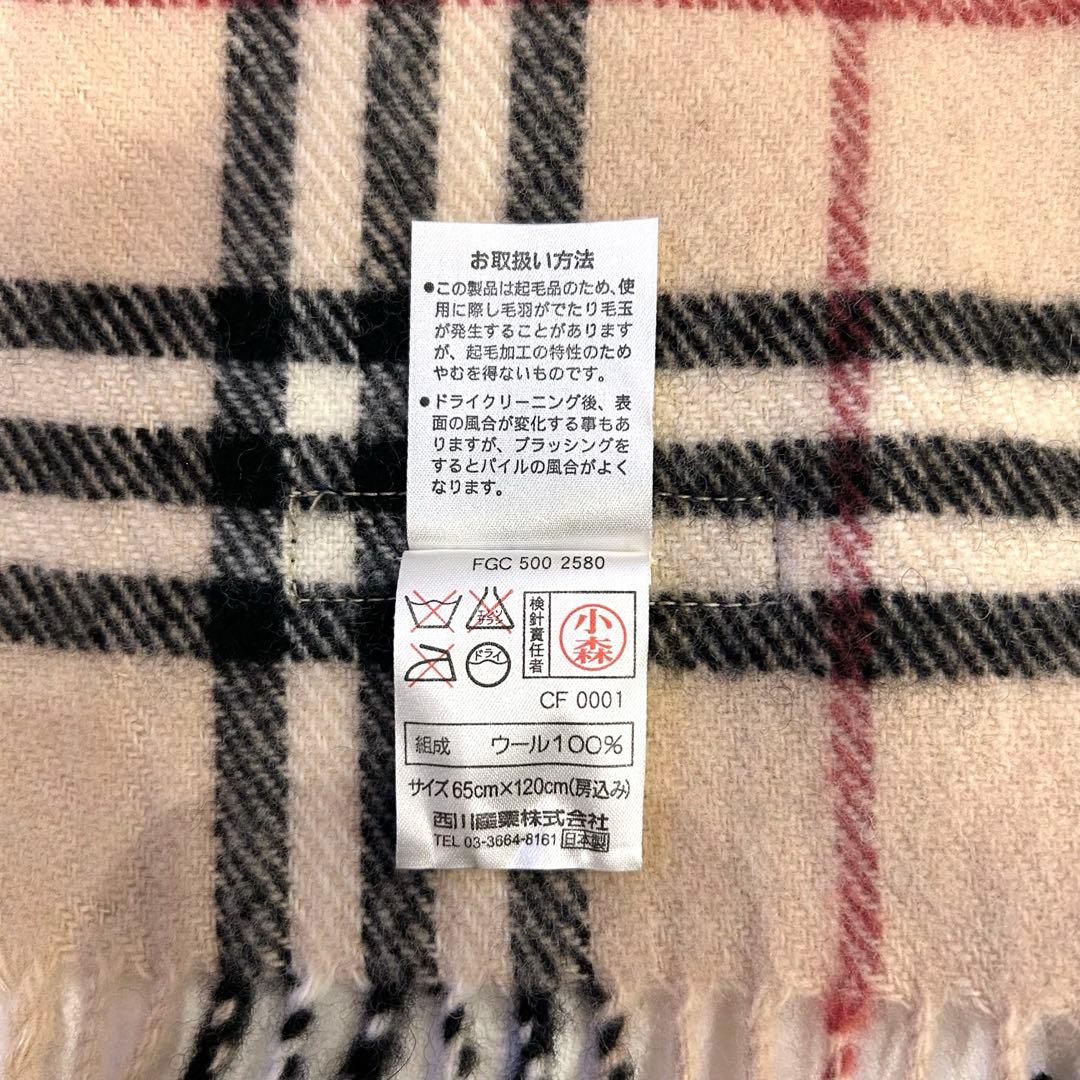 お取扱い方法
●この製品は起毛品のため、使
用に際し毛羽がでたり毛玉
が発生することがあります
が、起毛加工の特性のため
やむを得ないものです。
●ドライクリーニング後、表
面の風合が変化する事もあ
りますが、ブラッシングを
するとパイルの風合がよく
なります。
FGC 500 2580
エンソ
サラシ
ドライ
検針責任者
小森
CF 0001
組成 ウール100%
サイズ 65cm×120cm(房込み)
西川産業株式会社
TEL 03-3664-8161 日本製